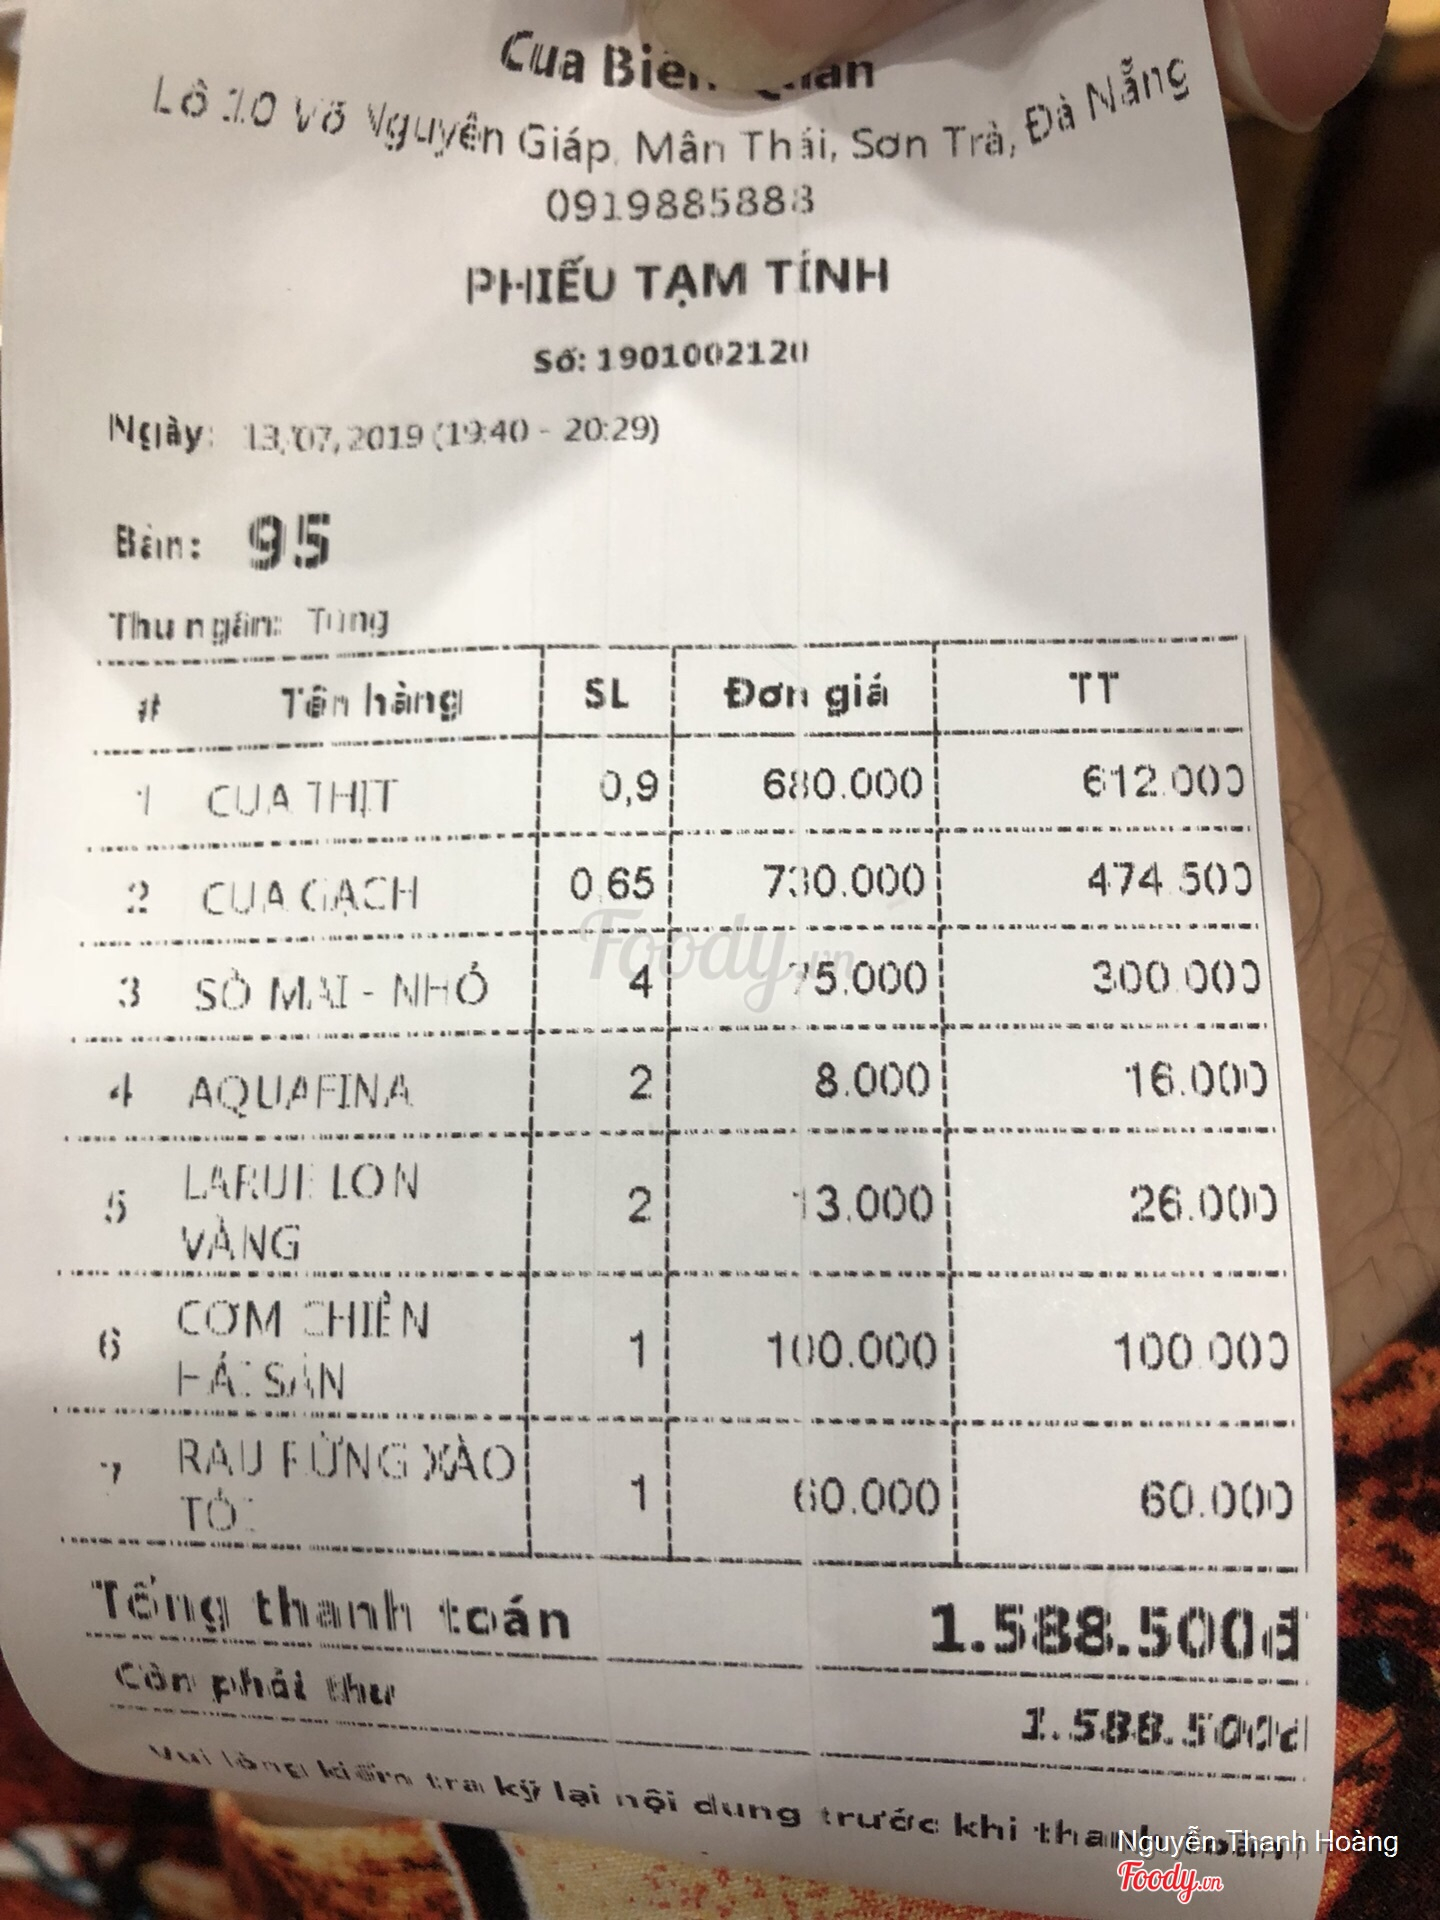 Cua Biển Quán
Lô 10 Võ Nguyên Giáp, Mân Thái, Sơn Trà, Đà Nẵng
0919885888
PHIẾU TẠM TÍNH
Số: 1901002120
Ngày: 13/07/2019 (19:40 - 20:29)
Bàn: 95
Thu ngân: Tùng
# Tên hàng SL Đơn giá TT
1 CUA THỊT 0,9 680.000 612.000
2 CUA GẠCH 0,65 730.000 474.500
3 SÒ MAI - NHỎ 4 75.000 300.000
4 AQUAFINA 2 8.000 16.000
5 LARUE LON VÀNG 2 13.000 26.000
6 CƠM CHIÊN HẢI SẢN 1 100.000 100.000
7 RAU RỪNG XÀO TỎI 1 60.000 60.000
Tổng thanh toán 1.588.500đ
Còn phải thu 1.588.500đ
Vui lòng kiểm tra kỹ lại nội dung trước khi thanh toán
Nguyễn Thanh Hoàng
Foody.vn
Foody.vn